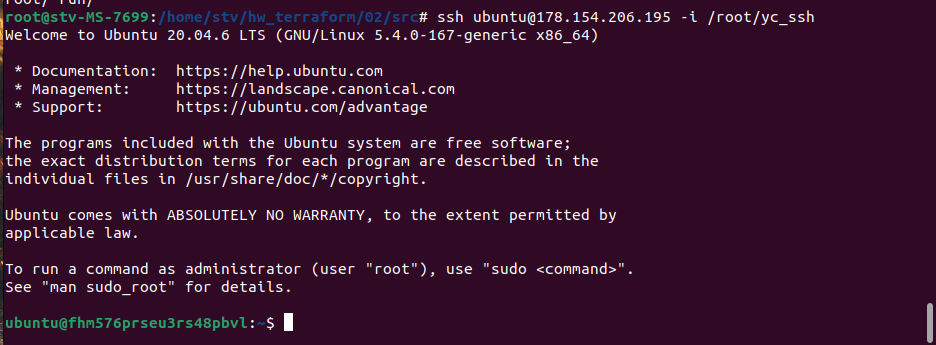 root@stv-MS-7699:/home/stv/hw_terraform/02/src# ssh ubuntu@178.154.206.195 -i /root/yc_ssh
Welcome to Ubuntu 20.04.6 LTS (GNU/Linux 5.4.0-167-generic x86_64)

 * Documentation:  https://help.ubuntu.com
 * Management:     https://landscape.canonical.com
 * Support:        https://ubuntu.com/advantage

The programs included with the Ubuntu system are free software;
the exact distribution terms for each program are described in the
individual files in /usr/share/doc/*/copyright.

Ubuntu comes with ABSOLUTELY NO WARRANTY, to the extent permitted by
applicable law.

To run a command as administrator (user "root"), use "sudo <command>".
See "man sudo_root" for details.

ubuntu@fhm576prseu3rs48pbvl:~$